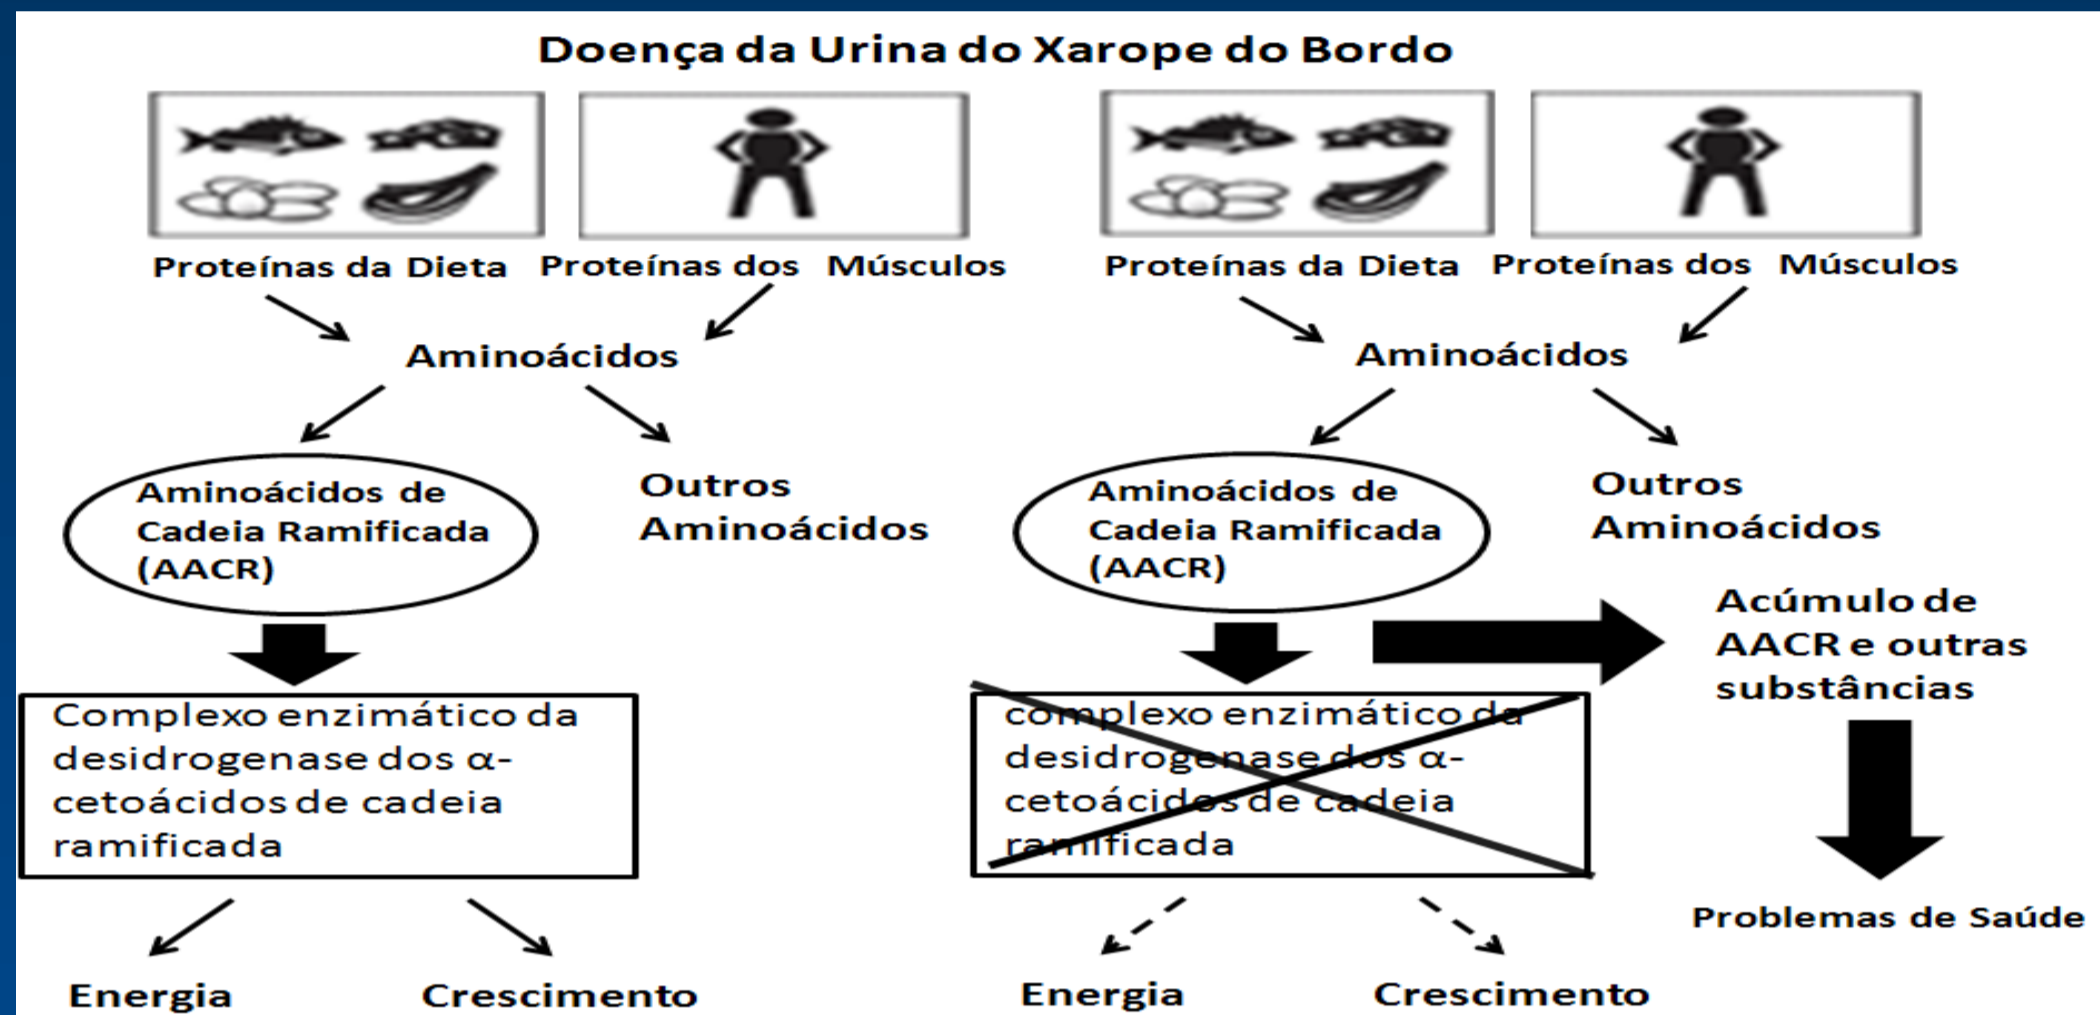 Doença da Urina do Xarope do Bordo
Proteínas da Dieta
Proteínas dos Músculos
Aminoácidos
Aminoácidos de
Cadeia Ramificada
(AACR)
Outros
Aminoácidos
Complexo enzimático da
desidrogenase dos α-
cetoácidos de cadeia
ramificada
Energia
Crescimento
Proteínas da Dieta
Proteínas dos Músculos
Aminoácidos
Aminoácidos de
Cadeia Ramificada
(AACR)
Outros
Aminoácidos
Acúmulo de
AACR e outras
substâncias
complexo enzimático da
desidrogenase dos α-
cetoácidos de cadeia
ramificada
Problemas de Saúde
Energia
Crescimento